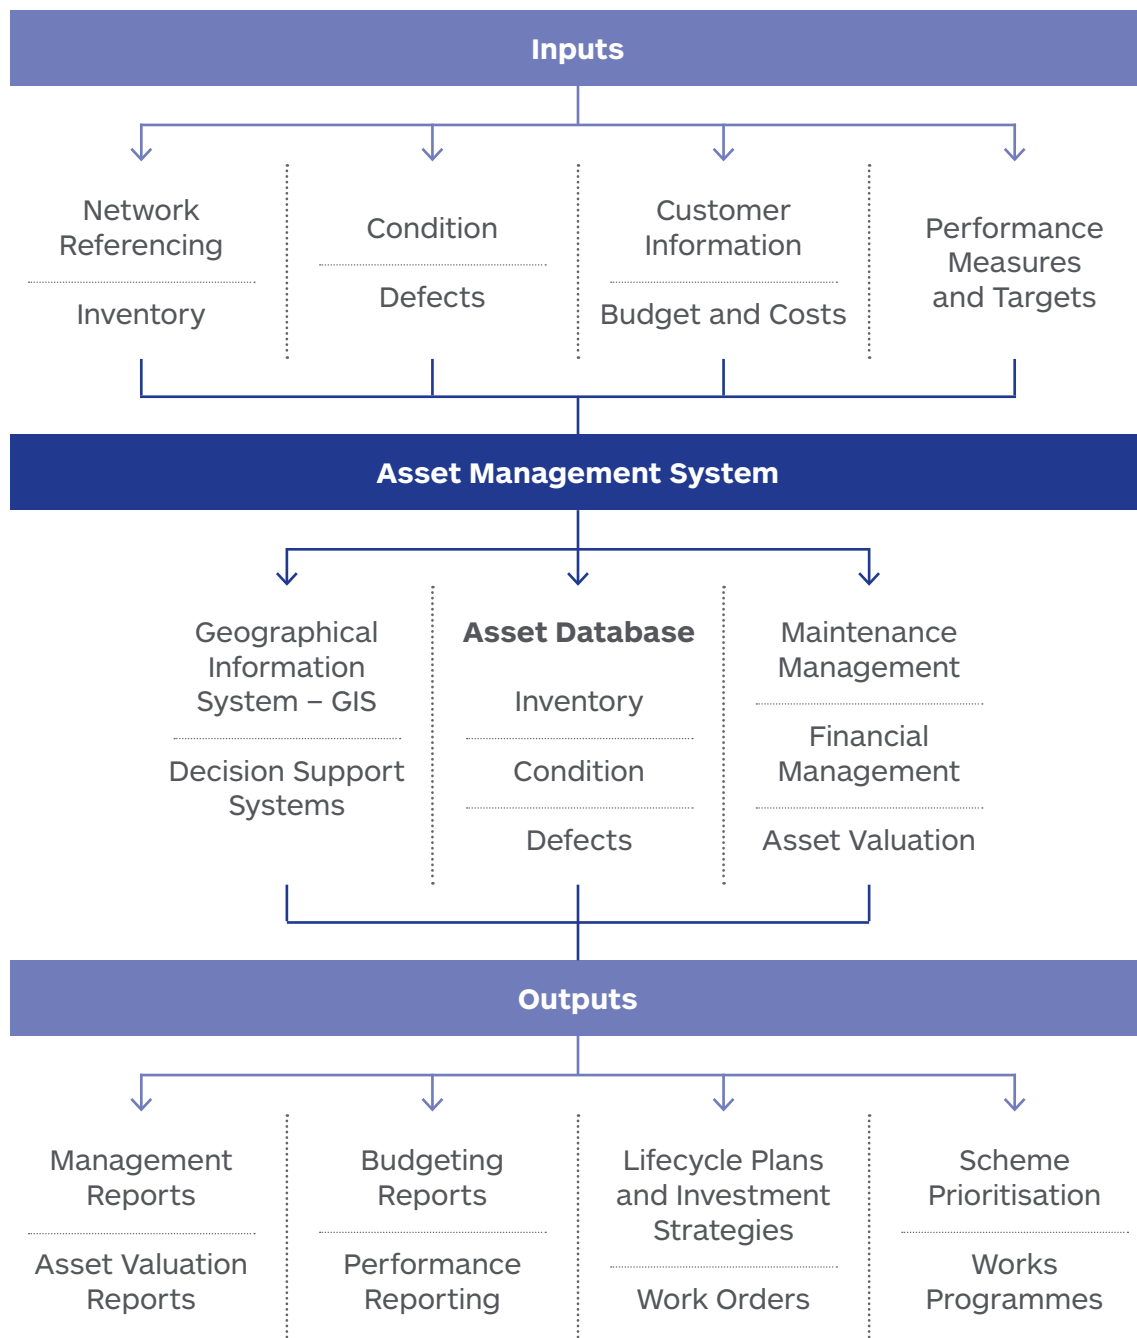 Inputs
Network
Referencing
Inventory
Condition
Defects
Customer
Information
Budget and Costs
Performance
Measures
and Targets
Asset Management System
Geographical
Information
System – GIS
Decision Support
Systems
Asset Database
Inventory
Condition
Defects
Maintenance
Management
Financial
Management
Asset Valuation
Outputs
Management
Reports
Asset Valuation
Reports
Budgeting
Reports
Performance
Reporting
Lifecycle Plans
and Investment
Strategies
Work Orders
Scheme
Prioritisation
Works
Programmes